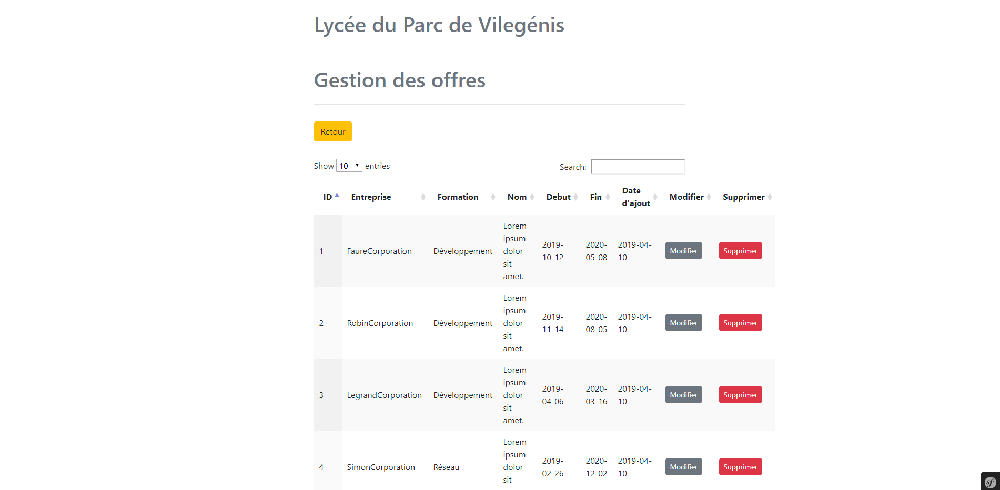 Lycée du Parc de Vilegénis
Gestion des offres
Retour
Show 10 entries
Search:
ID Entreprise Formation Nom Debut Fin Date d'ajout Modifier Supprimer
1 FaureCorporation Développement Lorem ipsum dolor sit amet. 2019-10-12 2020-05-08 2019-04-10 Modifier Supprimer
2 RobinCorporation Développement Lorem ipsum dolor sit amet. 2019-11-14 2020-08-05 2019-04-10 Modifier Supprimer
3 LegrandCorporation Développement Lorem ipsum dolor sit amet. 2019-04-06 2020-03-16 2019-04-10 Modifier Supprimer
4 SimonCorporation Réseau Lorem ipsum dolor sit 2019-02-26 2020-12-02 2019-04-10 Modifier Supprimer
sf